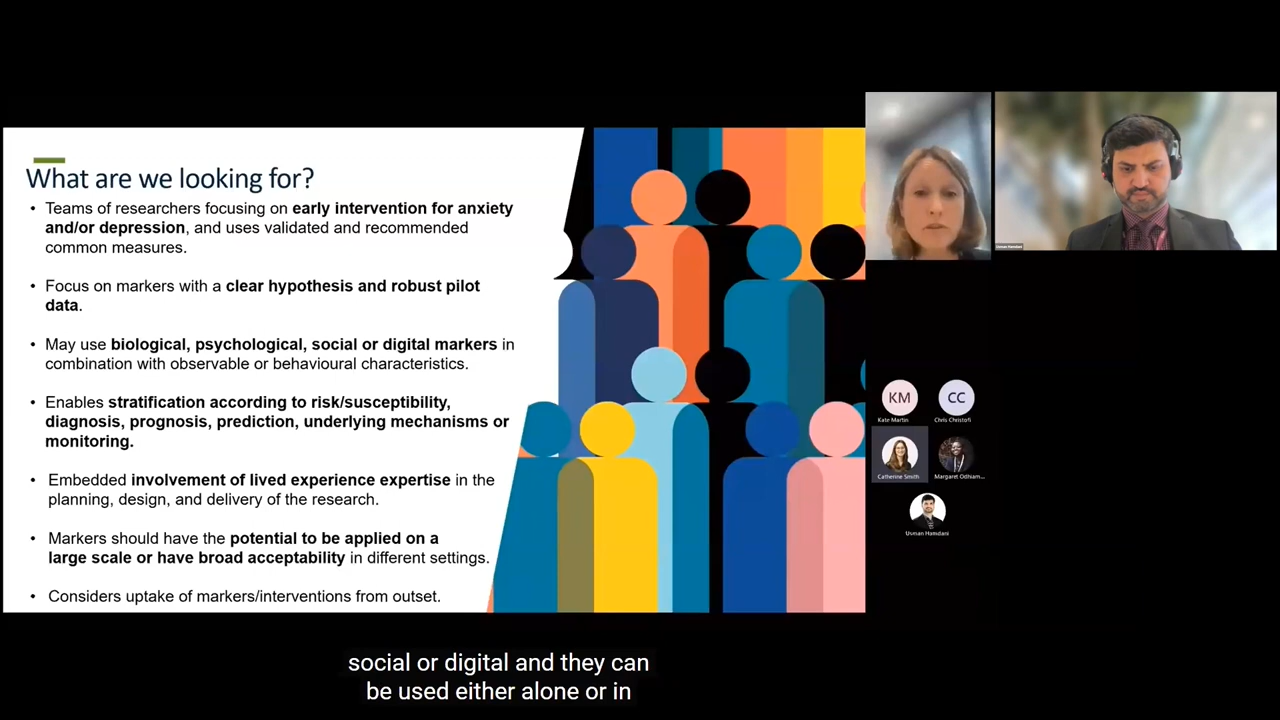 What are we looking for?
• Teams of researchers focusing on early intervention for anxiety
and/or depression, and uses validated and recommended
common measures.
• Focus on markers with a clear hypothesis and robust pilot
data.
• May use biological, psychological, social or digital markers in
combination with observable or behavioural characteristics.
• Enables stratification according to risk/susceptibility,
diagnosis, prognosis, prediction, underlying mechanisms or
monitoring.
• Embedded involvement of lived experience expertise in the
planning, design, and delivery of the research.
• Markers should have the potential to be applied on a
large scale or have broad acceptability in different settings.
• Considers uptake of markers/interventions from outset.
Usman Hamdani
KM
CC
Kate Martin
Chris Christofi
Catherine Smith
Margaret Odhiam...
Usman Hamdani
social or digital and they can
be used either alone or in